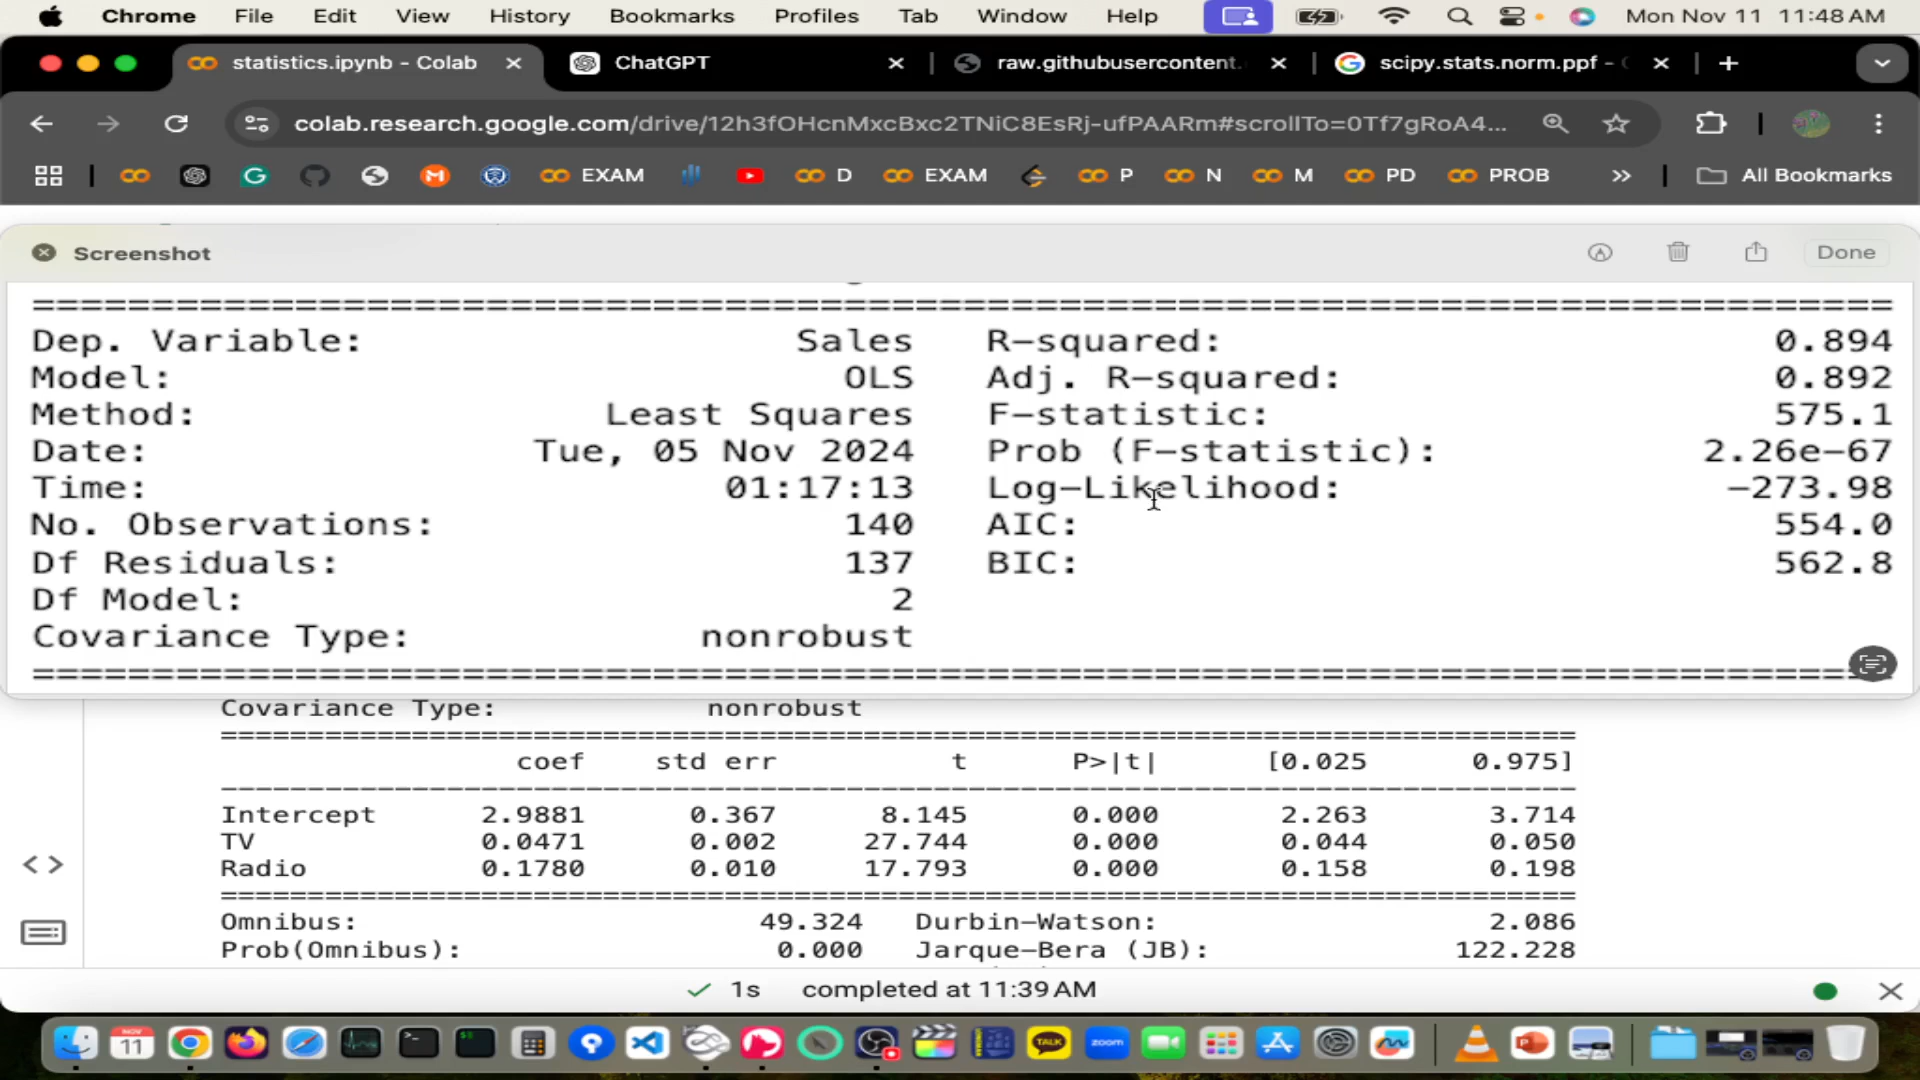 Chrome File Edit View History Bookmarks Profiles Tab Window Help Mon Nov 11 11:48 AM
statistics.ipynb - Colab ChatGPT raw.githubusercontent. scipy.stats.norm.ppf -
colab.research.google.com/drive/12h3fOHcnMxcBxc2TNiC8EsRj-ufPAARm#scrollTo=0Tf7gRoA4...
EXAM D EXAM P N M PD PROB All Bookmarks
Screenshot Done
==============================================================================
Dep. Variable: Sales R-squared: 0.894
Model: OLS Adj. R-squared: 0.892
Method: Least Squares F-statistic: 575.1
Date: Tue, 05 Nov 2024 Prob (F-statistic): 2.26e-67
Time: 01:17:13 Log-Likelihood: -273.98
No. Observations: 140 AIC: 554.0
Df Residuals: 137 BIC: 562.8
Df Model: 2
Covariance Type: nonrobust
==============================================================================
Covariance Type: nonrobust
==============================================================================
coef std err t P>|t| [0.025 0.975]
------------------------------------------------------------------------------
Intercept 2.9881 0.367 8.145 0.000 2.263 3.714
TV 0.0471 0.002 27.744 0.000 0.044 0.050
Radio 0.1780 0.010 17.793 0.000 0.158 0.198
==============================================================================
Omnibus: 49.324 Durbin-Watson: 2.086
Prob(Omnibus): 0.000 Jarque-Bera (JB): 122.228
1s completed at 11:39 AM
NOV
11
TALK
zoom